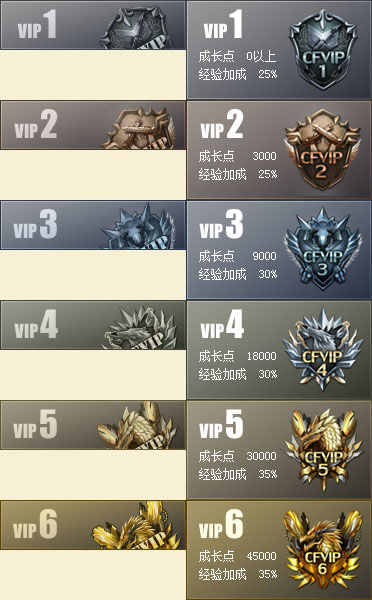 VIP 1
VIP 1
成长点 0以上
经验加成 25%
CFVIP
1
VIP 2
VIP 2
成长点 3000
经验加成 25%
CFVIP
2
VIP 3
VIP 3
成长点 9000
经验加成 30%
CFVIP
3
VIP 4
VIP 4
成长点 18000
经验加成 30%
CFVIP
4
VIP 5
VIP 5
成长点 30000
经验加成 35%
CFVIP
5
VIP 6
VIP 6
成长点 45000
经验加成 35%
CFVIP
6